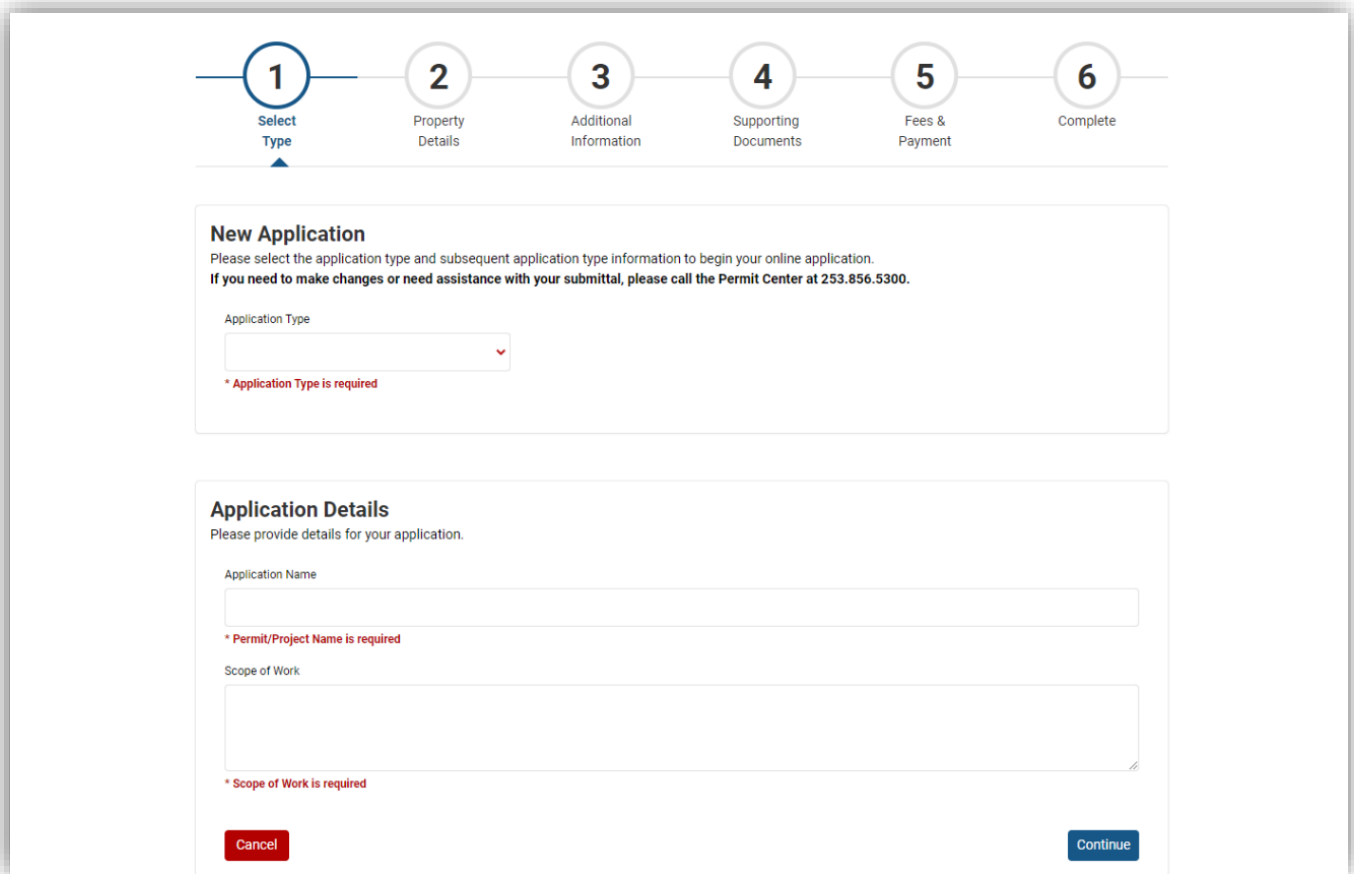 1 2 3 4 5 6
Select Property Additional Supporting Fees & Complete
Type Details Information Documents Payment
New Application
Please select the application type and subsequent application type information to begin your online application.
If you need to make changes or need assistance with your submittal, please call the Permit Center at 253.856.5300.
Application Type
* Application Type is required
Application Details
Please provide details for your application.
Application Name
* Permit/Project Name is required
Scope of Work
* Scope of Work is required
Cancel Continue